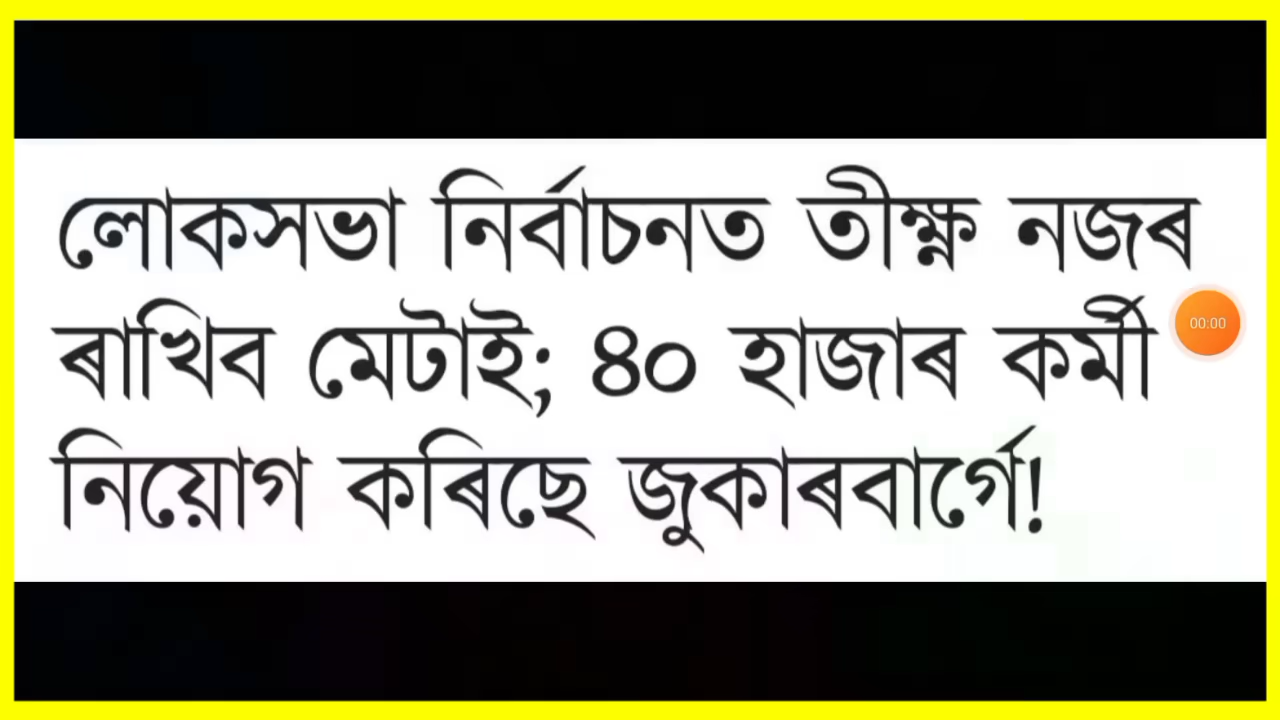 লোকসভা নিৰ্বাচনত তীক্ষ্ণ নজৰ
ৰাখিব মেটাই; ৪০ হাজাৰ কৰ্মী
00:00
নিয়োগ কৰিছে জুকাৰবাৰ্গে!